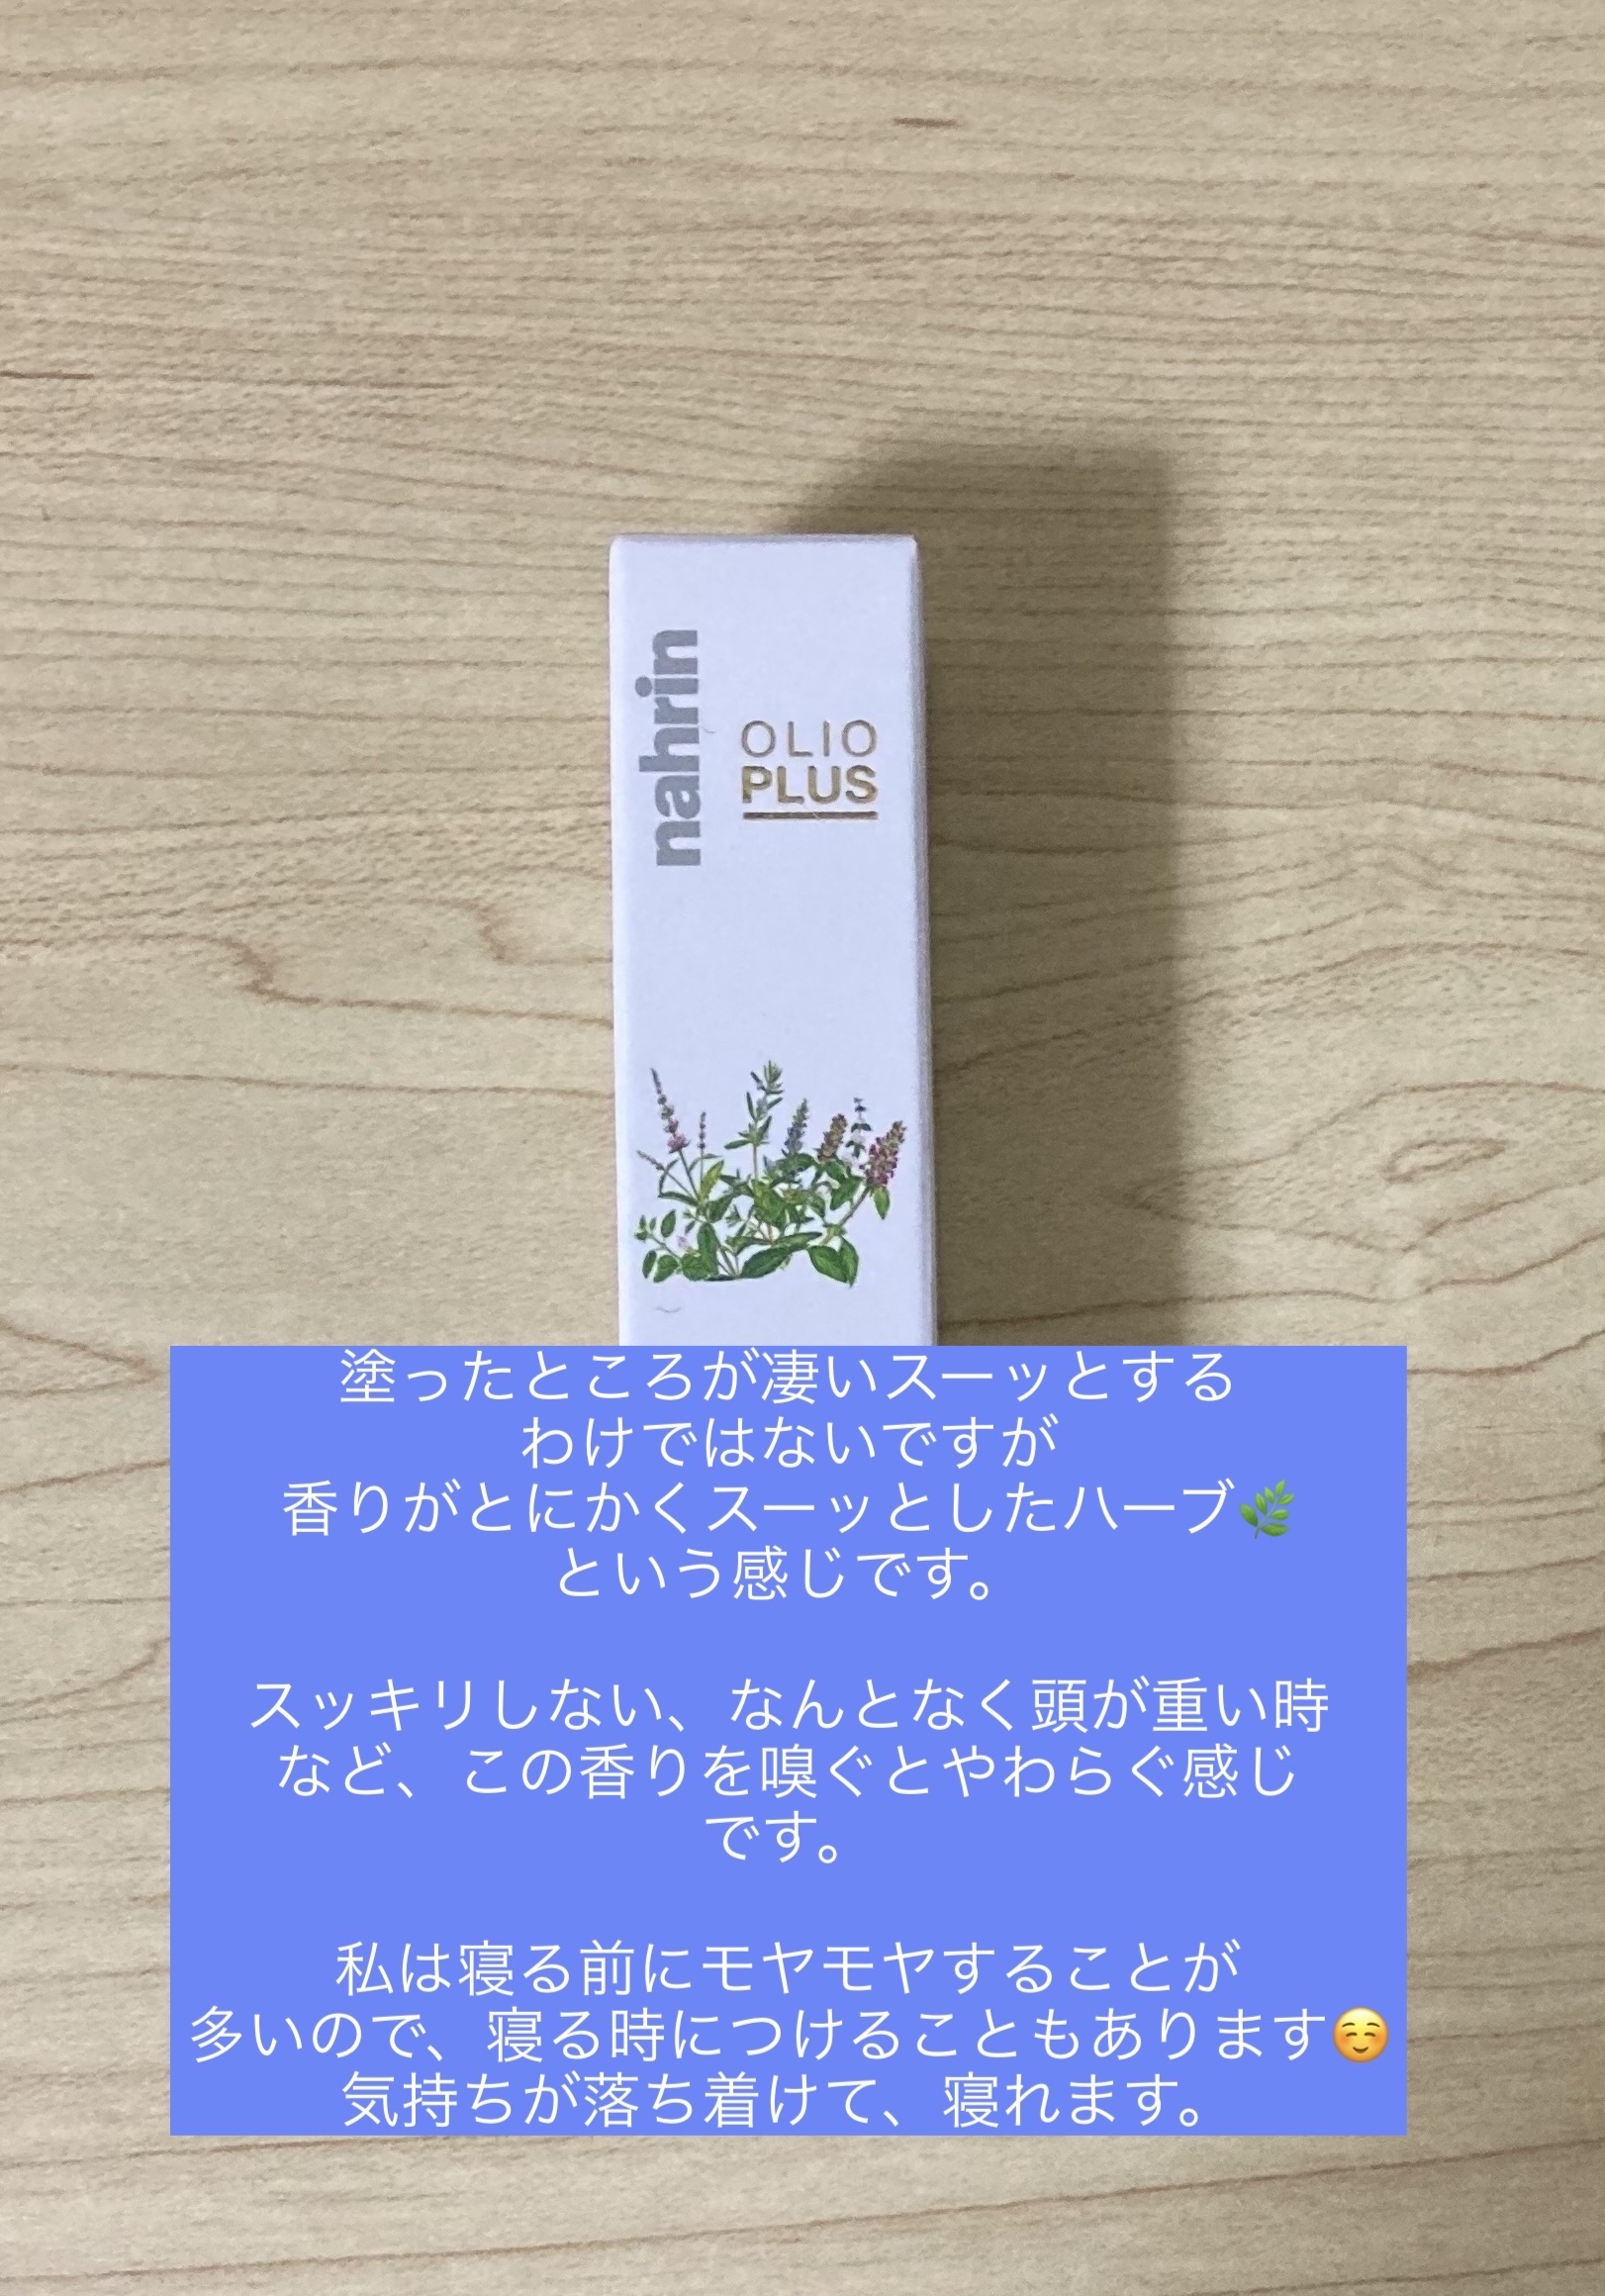 nahrin
OLIO
PLUS
塗ったところが凄いスーッとする
わけではないですが
香りがとにかくスーッとしたハーブ🌿
という感じです。
スッキリしない、なんとなく頭が重い時
など、この香りを嗅ぐとやわらぐ感じ
です。
私は寝る前にモヤモヤすることが
多いので、寝る時につけることもあります☺️
気持ちが落ち着けて、寝れます。